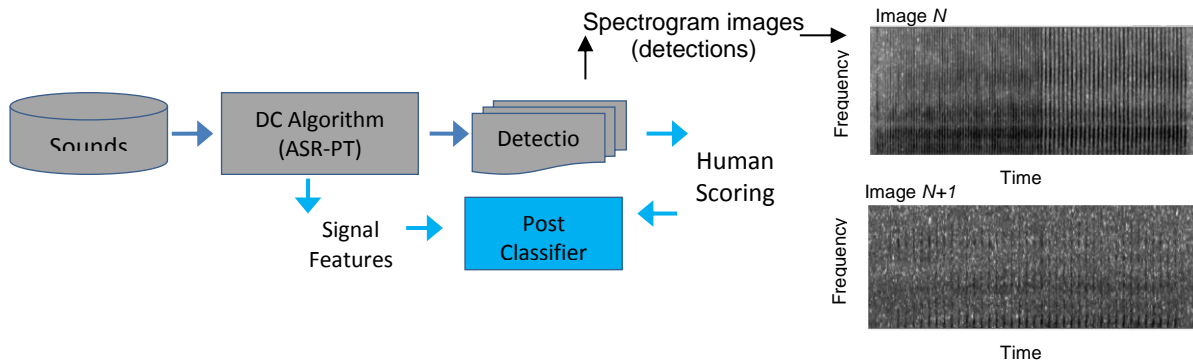 Sounds
DC Algorithm
(ASR-PT)
Detectio
Spectrogram images
(detections)
Human
Scoring
Signal
Features
Post
Classifier
Image N
Frequency
Time
Image N+1
Frequency
Time